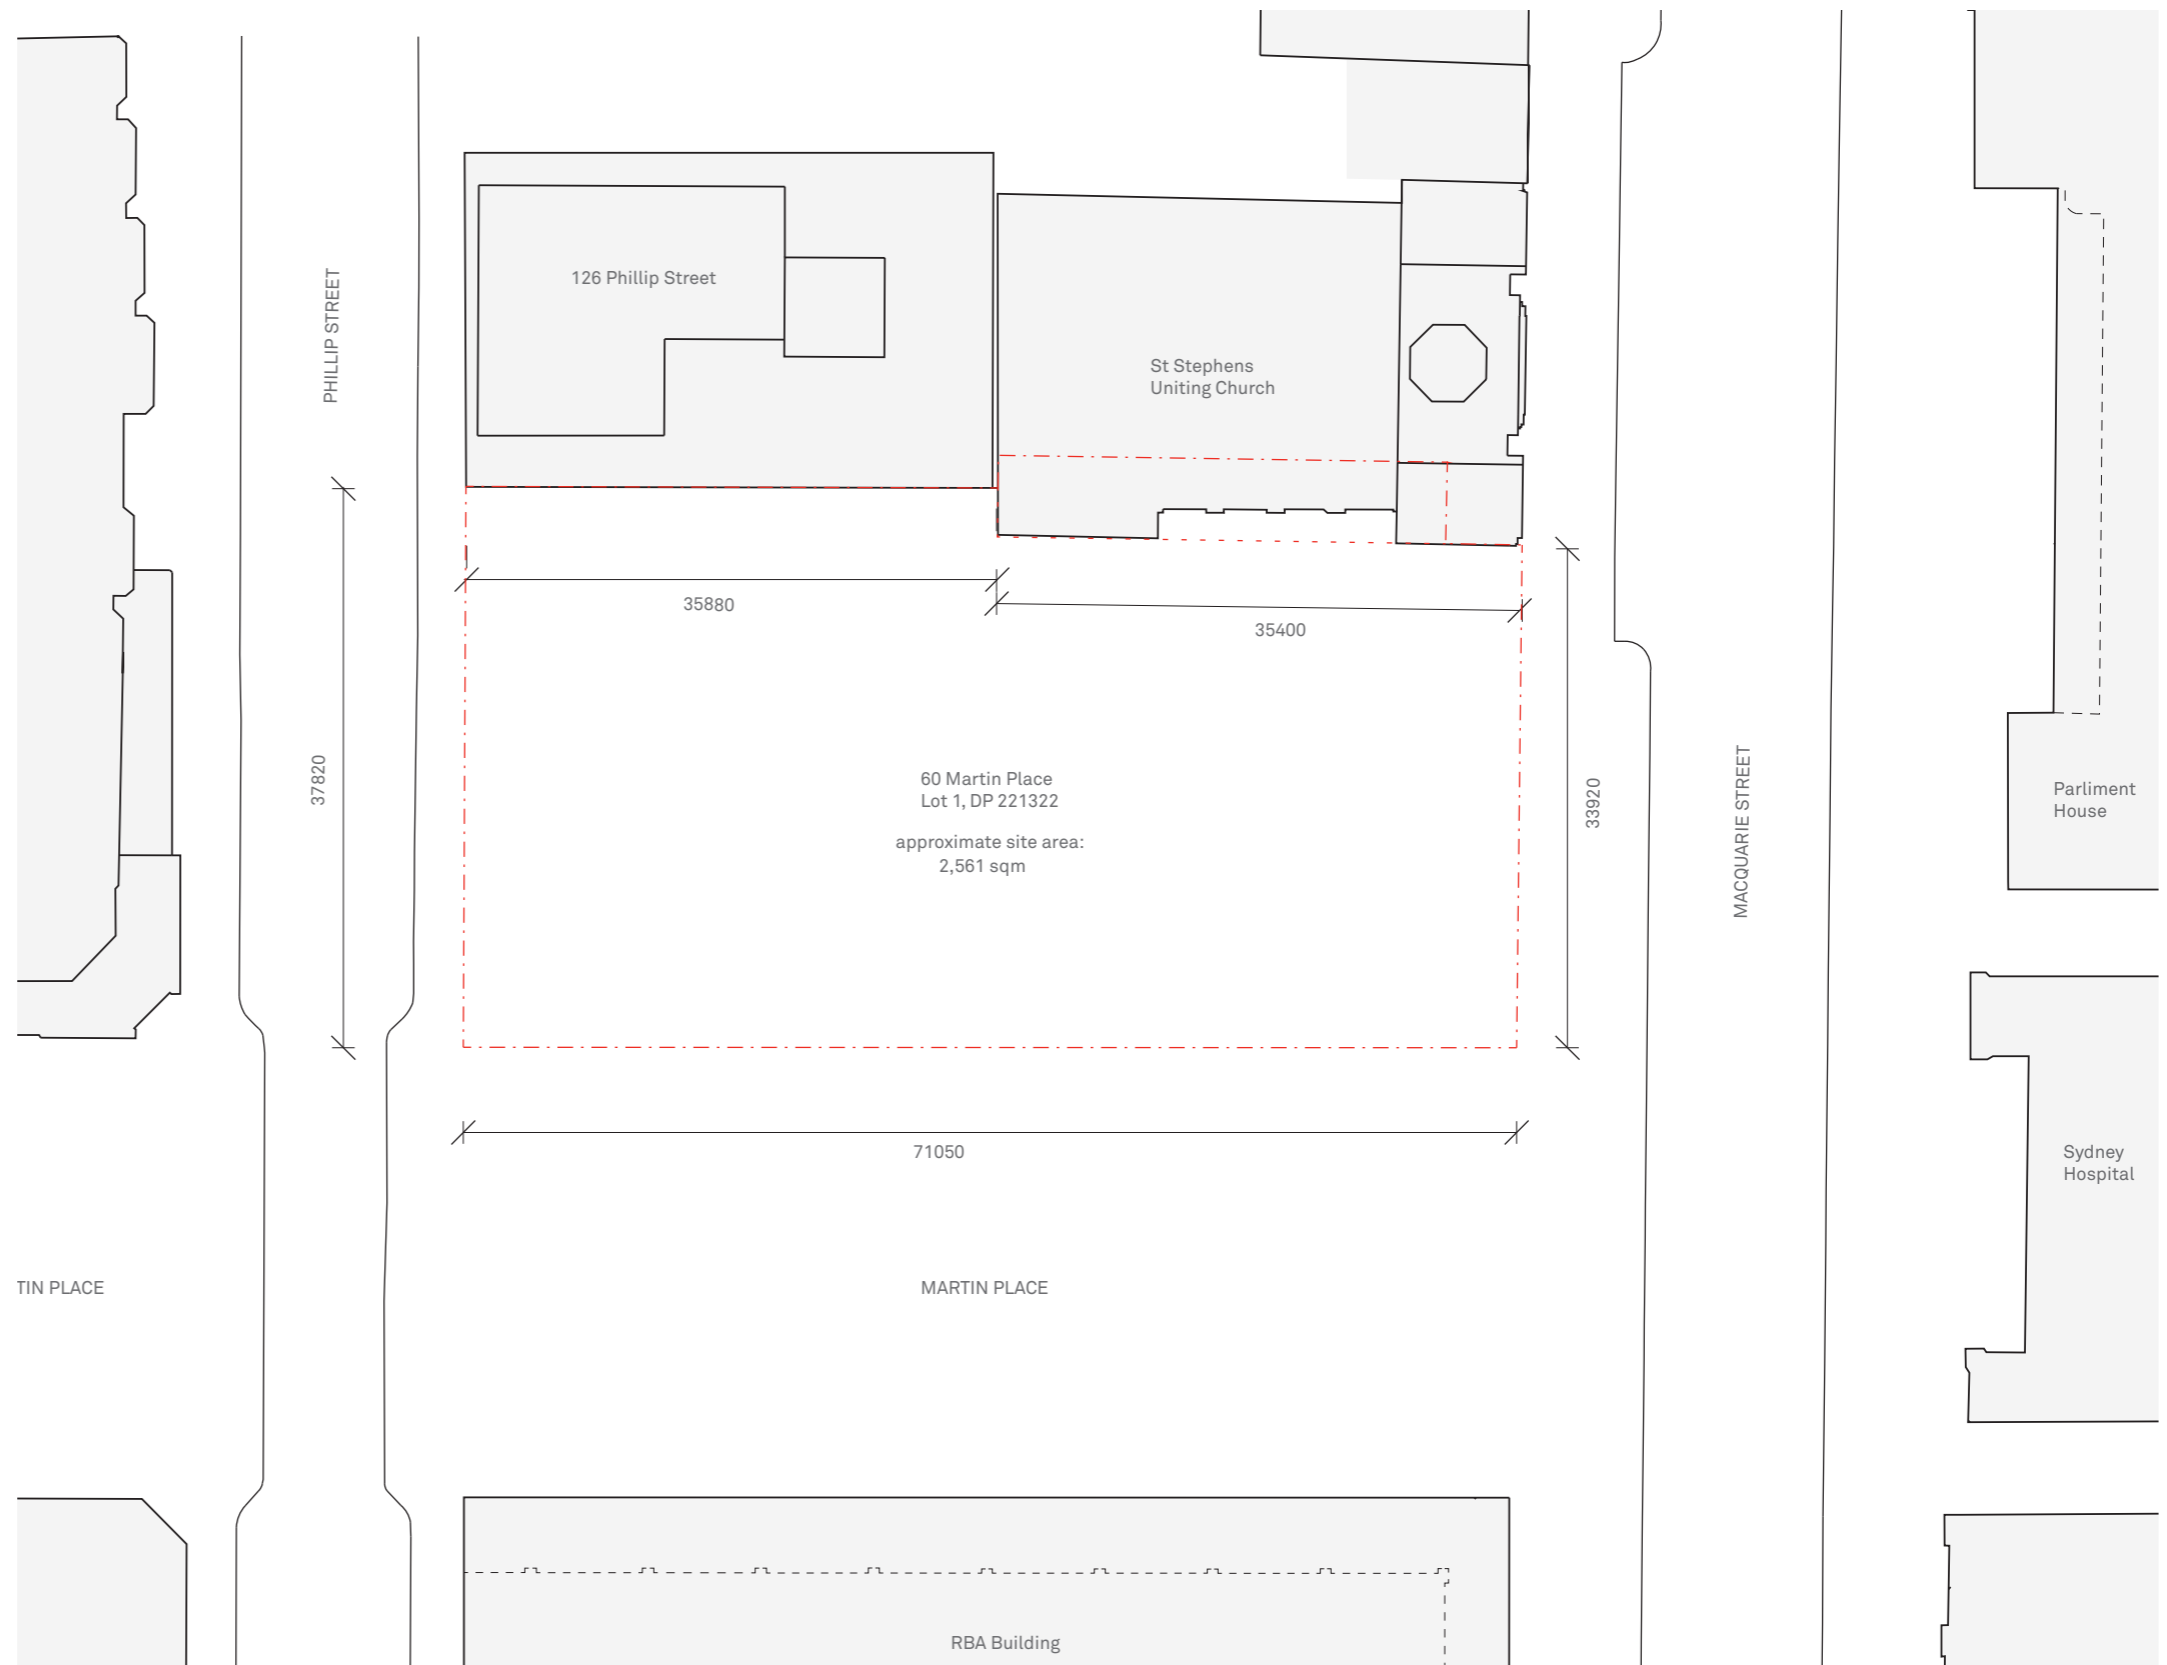 126 Phillip Street
PHILLIP STREET
St Stephens
Uniting Church
35880
35400
37820
60 Martin Place
Lot 1, DP 221322
approximate site area:
2,561 sqm
33920
MACQUARIE STREET
Parliment
House
71050
Sydney
Hospital
TIN PLACE
MARTIN PLACE
RBA Building